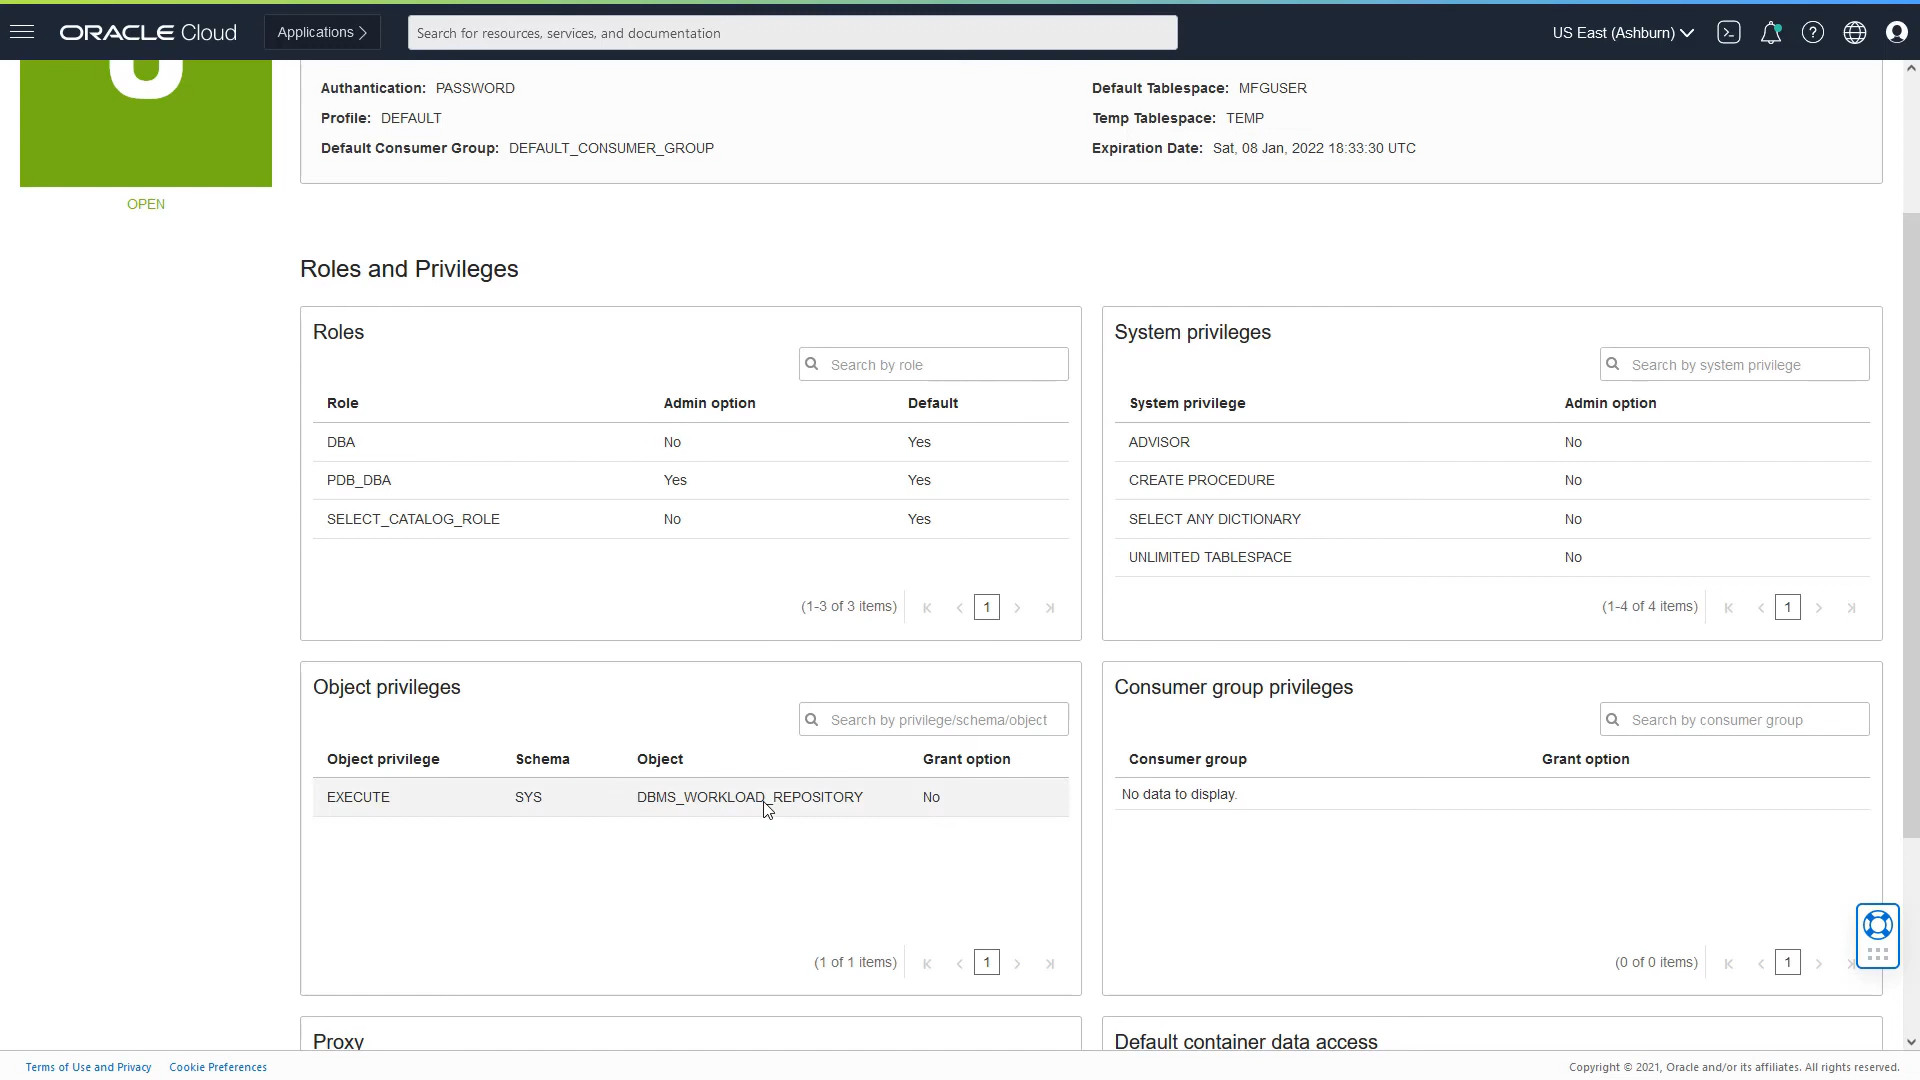 ORACLE Cloud
Applications
Search for resources, services, and documentation
US East (Ashburn)
Authantication: PASSWORD
Default Tablespace: MFGUSER
Profile: DEFAULT
Temp Tablespace: TEMP
Default Consumer Group: DEFAULT_CONSUMER_GROUP
Expiration Date: Sat, 08 Jan, 2022 18:33:30 UTC
OPEN
Roles and Privileges
Roles
Search by role
Role Admin option Default
DBA No Yes
PDB_DBA Yes Yes
SELECT_CATALOG_ROLE No Yes
(1-3 of 3 items) 1
System privileges
Search by system privilege
System privilege Admin option
ADVISOR No
CREATE PROCEDURE No
SELECT ANY DICTIONARY No
UNLIMITED TABLESPACE No
(1-4 of 4 items) 1
Object privileges
Search by privilege/schema/object
Object privilege Schema Object Grant option
EXECUTE SYS DBMS_WORKLOAD_REPOSITORY No
(1 of 1 items) 1
Consumer group privileges
Search by consumer group
Consumer group Grant option
No data to display.
(0 of 0 items) 1
Proxy
Default container data access
Terms of Use and Privacy Cookie Preferences
Copyright © 2021, Oracle and/or its affiliates. All rights reserved.